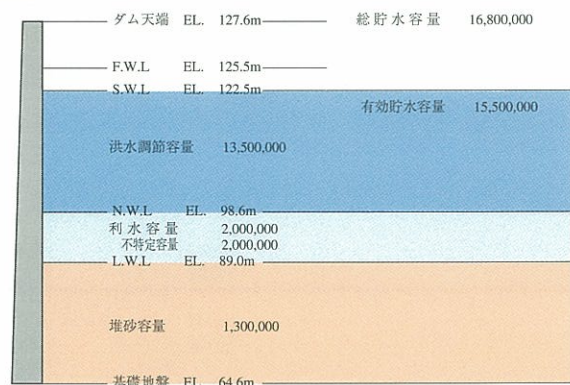 ダム天端 EL. 127.6m 総貯水容量 16,800,000
F.W.L EL. 125.5m
S.W.L EL. 122.5m
有効貯水容量 15,500,000
洪水調節容量 13,500,000
N.W.L EL. 98.6m
利水容量 2,000,000
不特定容量 2,000,000
L.W.L EL. 89.0m
堆砂容量 1,300,000
基礎地盤 EL. 64.6m